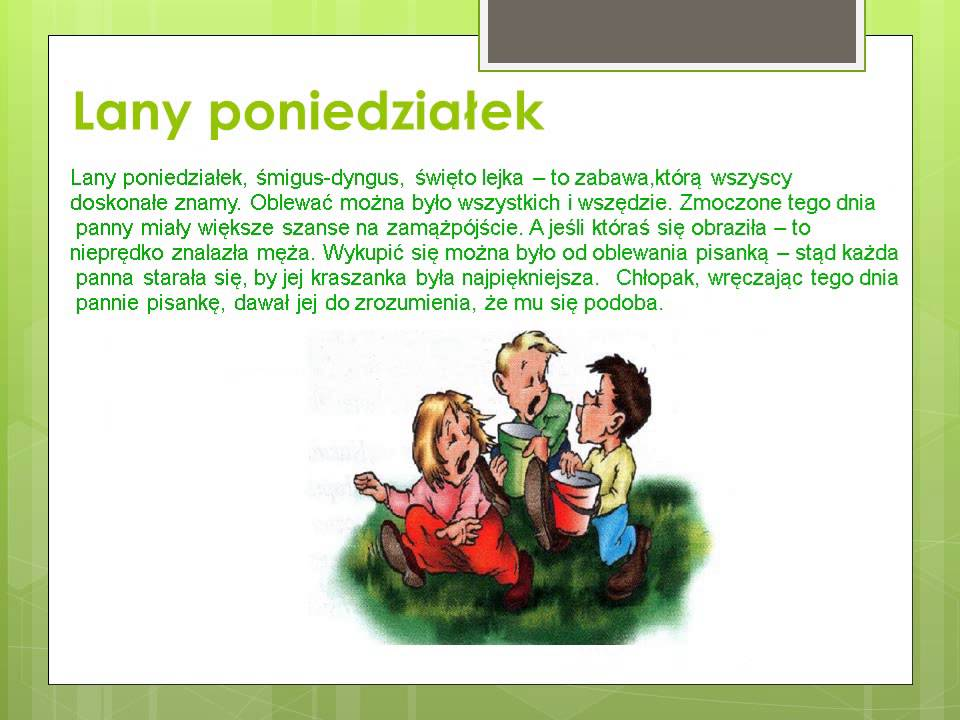 Lany poniedziałek
Lany poniedziałek, śmigus-dyngus, święto lejka – to zabawa,którą wszyscy
doskonałe znamy. Oblewać można było wszystkich i wszędzie. Zmoczone tego dnia
panny miały większe szanse na zamążpójście. A jeśli któraś się obraziła – to
nieprędko znalazła męża. Wykupić się można było od oblewania pisanką – stąd każda
panna starała się, by jej kraszanka była najpiękniejsza. Chłopak, wręczając tego dnia
pannie pisankę, dawał jej do zrozumienia, że mu się podoba.